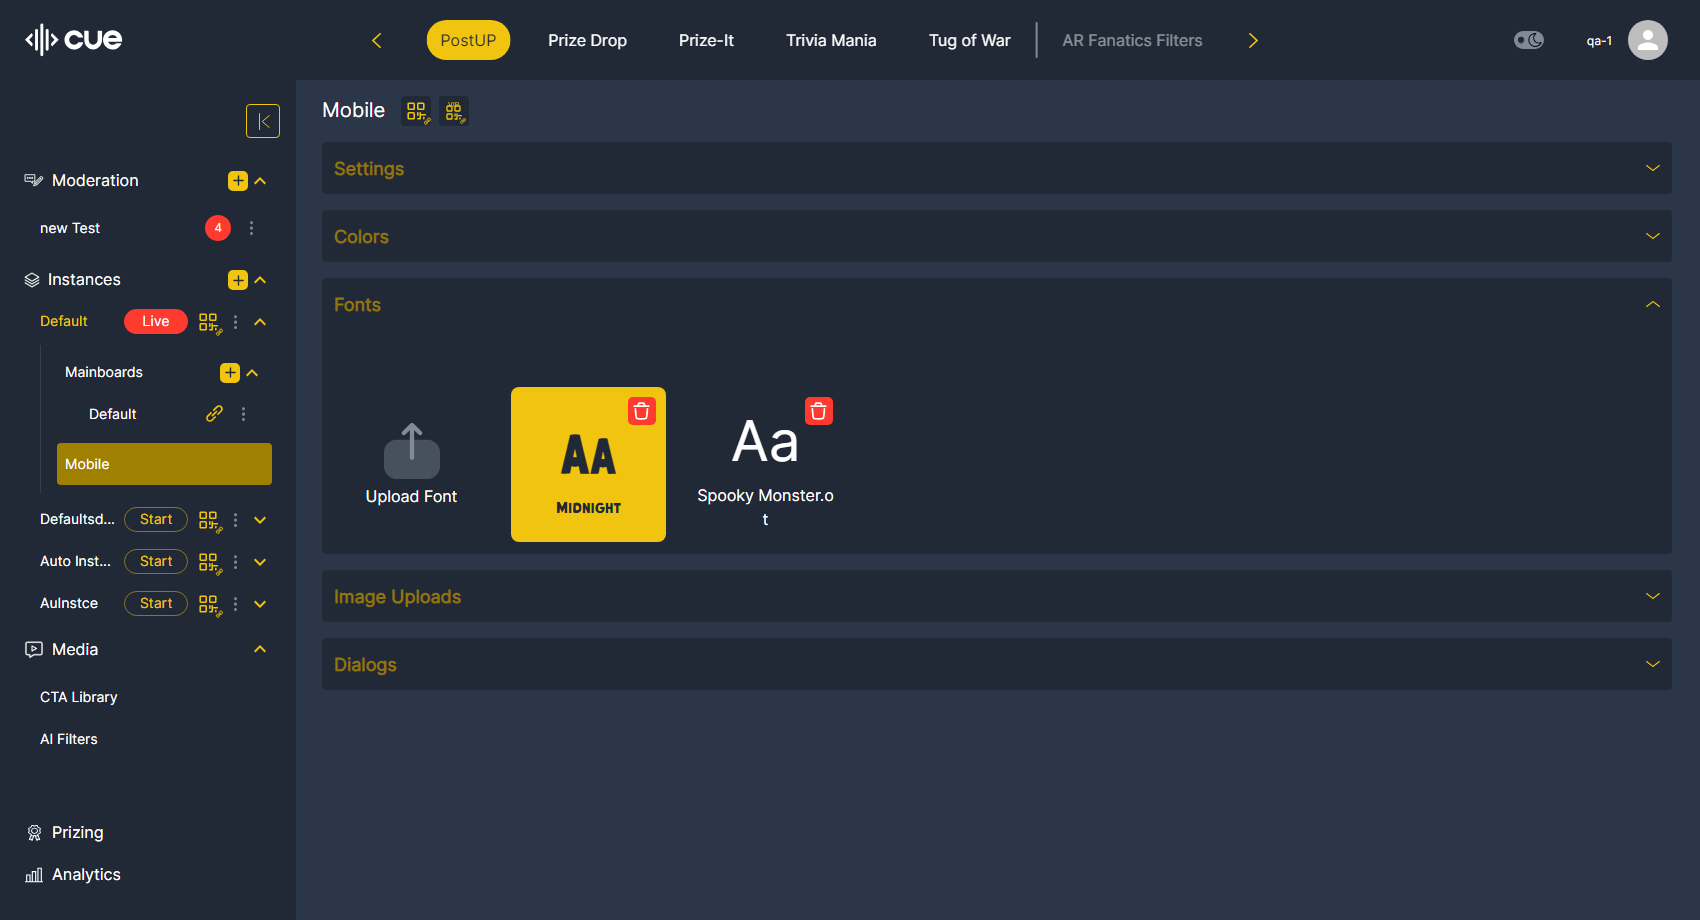 cue
PostUP
Prize Drop
Prize-It
Trivia Mania
Tug of War
AR Fanatics Filters
qa-1
Moderation
new Test
4
Instances
Default
Live
Mainboards
Default
Mobile
Defaultsd...
Start
Auto Inst...
Start
AuInstce
Start
Media
CTA Library
AI Filters
Prizing
Analytics
Mobile
VIP
Settings
Colors
Fonts
Upload Font
AA
MIDNIGHT
Aa
Spooky Monster.o
t
Image Uploads
Dialogs